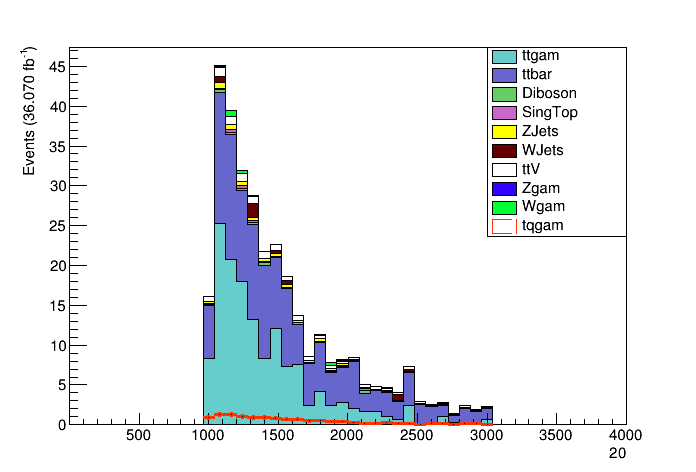 Events (36.070 fb⁻¹)
45
40
35
30
25
20
15
10
5
0
ttgam
ttbar
Diboson
SingTop
ZJets
WJets
ttV
Zgam
Wgam
tqgam
500 1000 1500 2000 2500 3000 3500 4000
20